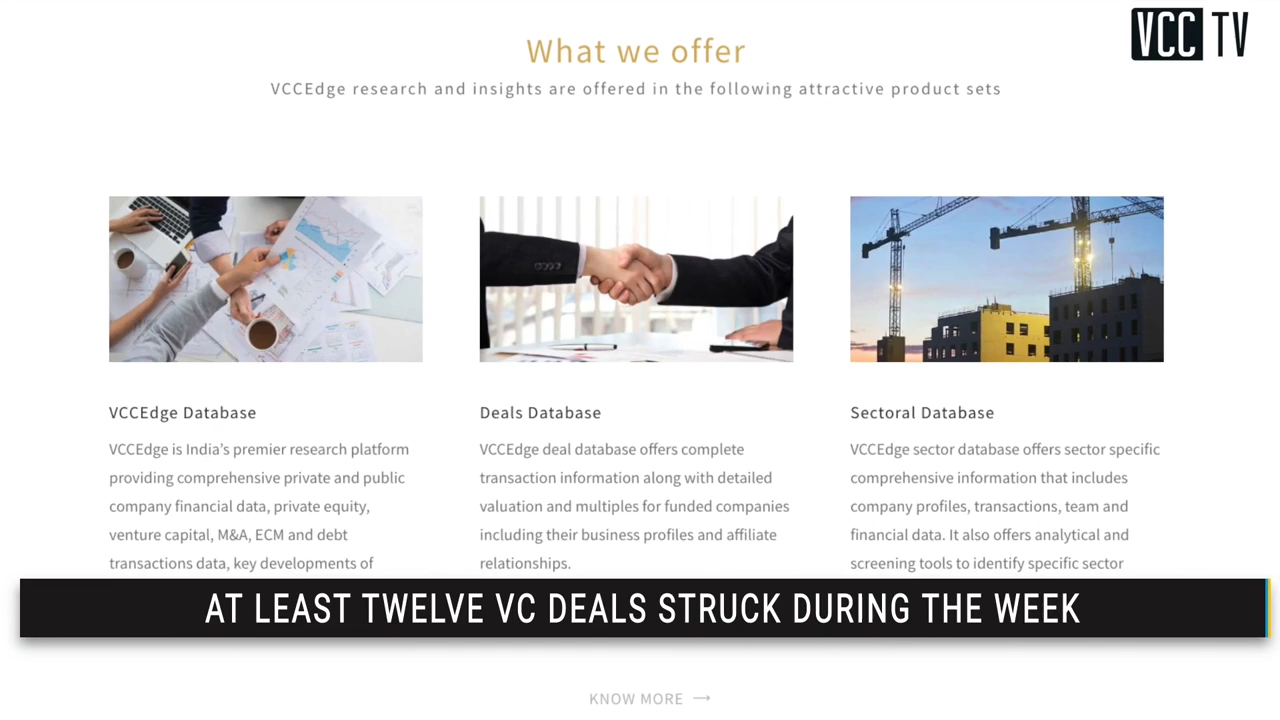 VCC TV
What we offer
VCCEdge research and insights are offered in the following attractive product sets
VCCEdge Database
VCCEdge is India’s premier research platform
providing comprehensive private and public
company financial data, private equity,
venture capital, M&A, ECM and debt
transactions data, key developments of
Deals Database
VCCEdge deal database offers complete
transaction information along with detailed
valuation and multiples for funded companies
including their business profiles and affiliate
relationships.
Sectoral Database
VCCEdge sector database offers sector specific
comprehensive information that includes
company profiles, transactions, team and
financial data. It also offers analytical and
screening tools to identify specific sector
AT LEAST TWELVE VC DEALS STRUCK DURING THE WEEK
KNOW MORE →